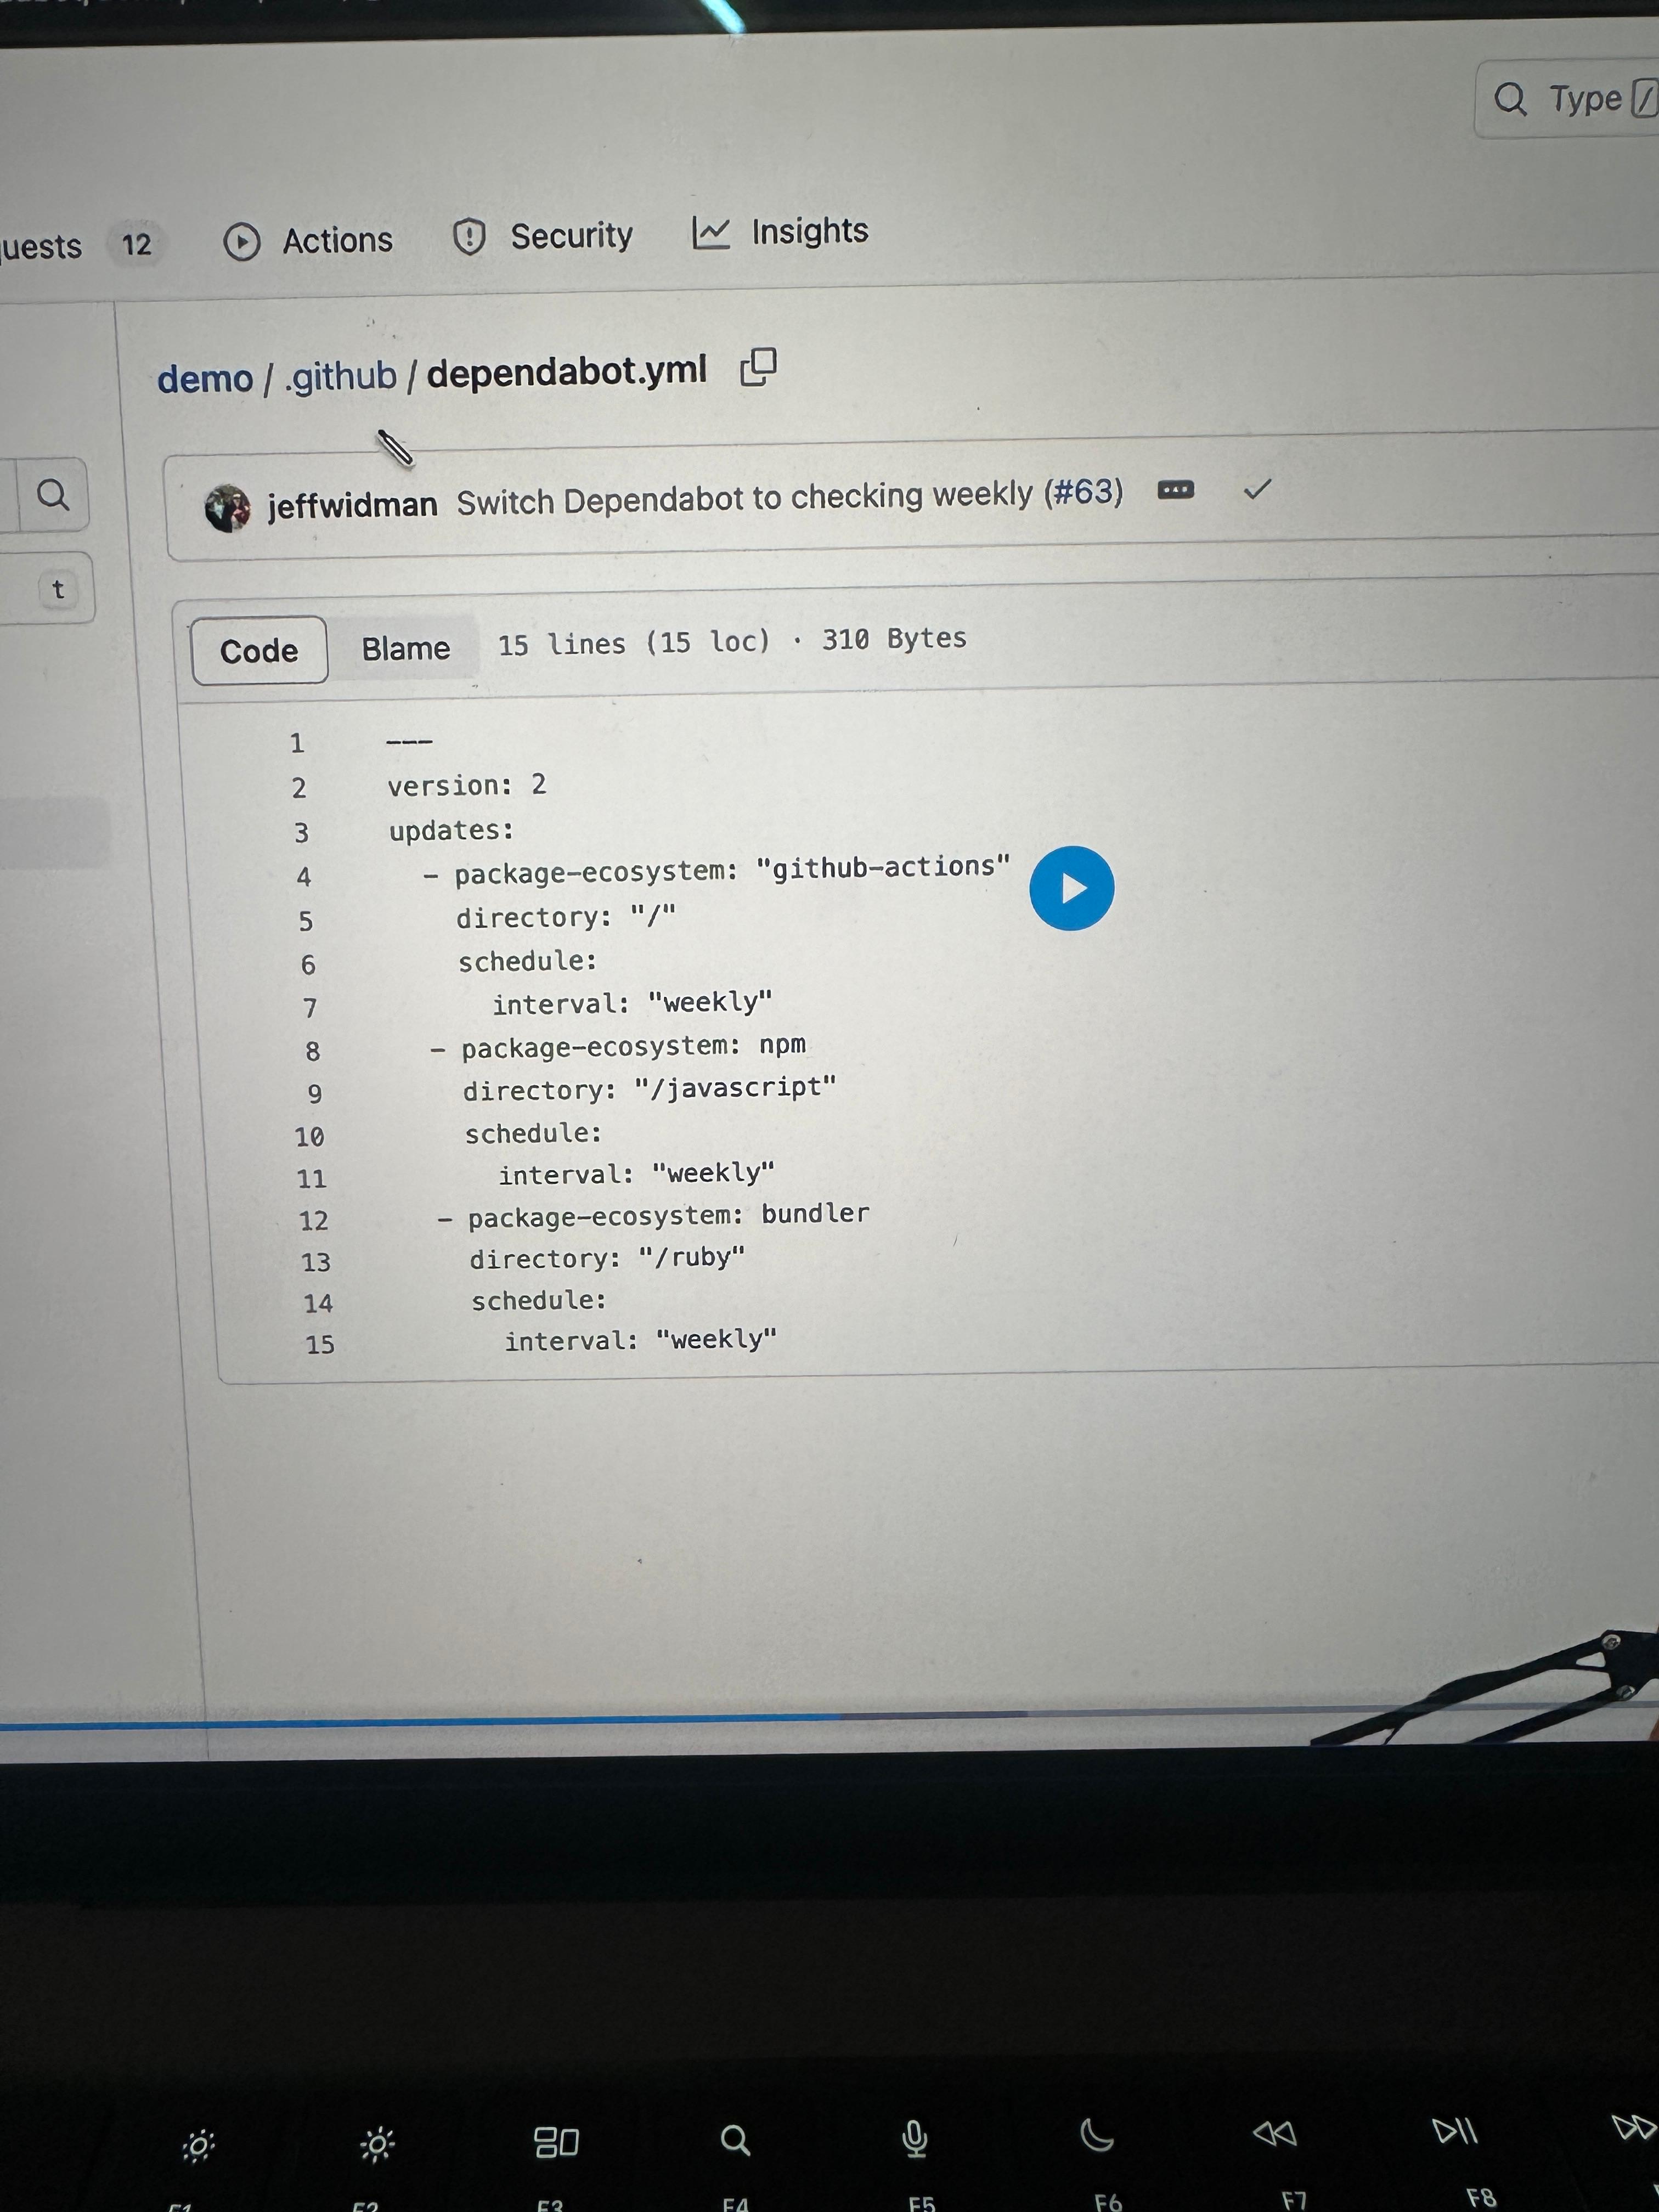 Type /
uests 12 Actions Security Insights
demo / .github / dependabot.yml
jeffwidman Switch Dependabot to checking weekly (#63)
t
Code Blame 15 lines (15 loc) · 310 Bytes
1 ---
2 version: 2
3 updates:
4 - package-ecosystem: "github-actions"
5 directory: "/"
6 schedule:
7 interval: "weekly"
8 - package-ecosystem: npm
9 directory: "/javascript"
10 schedule:
11 interval: "weekly"
12 - package-ecosystem: bundler
13 directory: "/ruby"
14 schedule:
15 interval: "weekly"
F1 F2 F3 F4 F5 F6 F7 F8